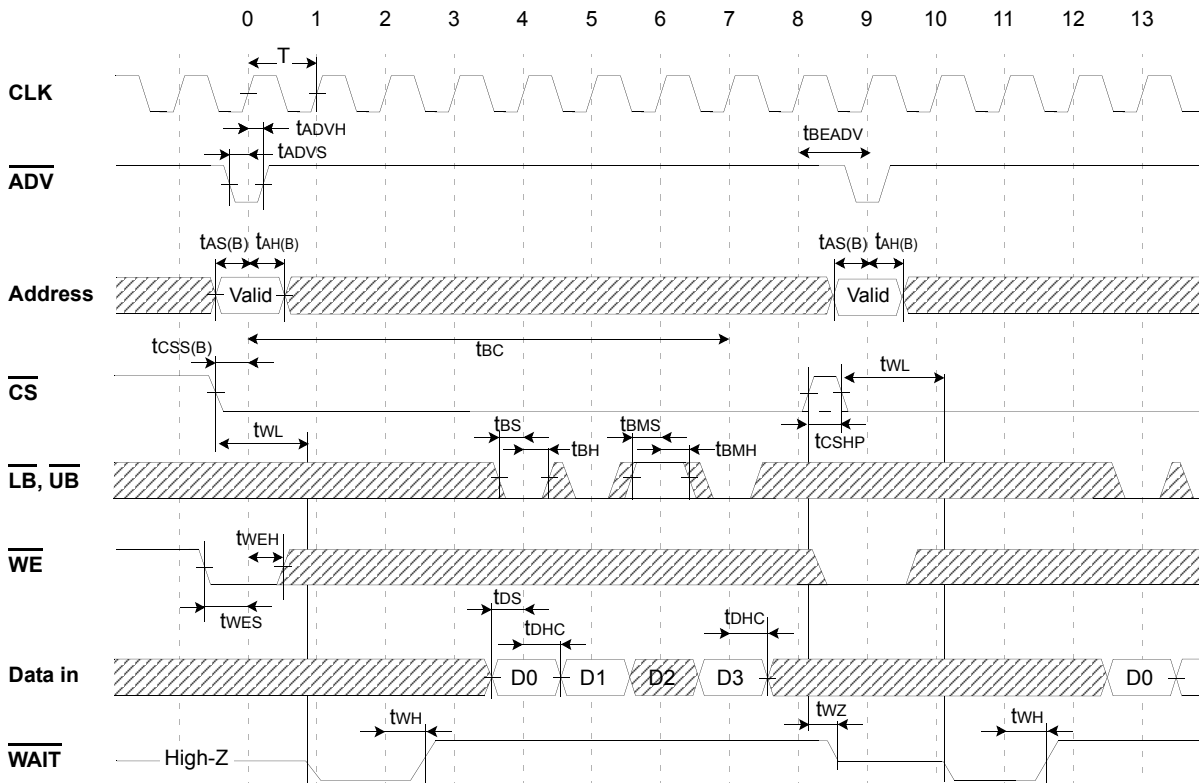 0 1 2 3 4 5 6 7 8 9 10 11 12 13
T
CLK
tADVH
tBEADV
tADVS
ADV
tAS(B) tAH(B) tAS(B) tAH(B)
Address Valid Valid
tCSS(B) tBC
CS tWL
tWL tBS tBMS tCSHP
tBH tBMH
LB, UB
tWEH
WE
tDS
tWES tDHC tDHC
Data in D0 D1 D2 D3 D0
tWH tWZ tWH
WAIT High-Z